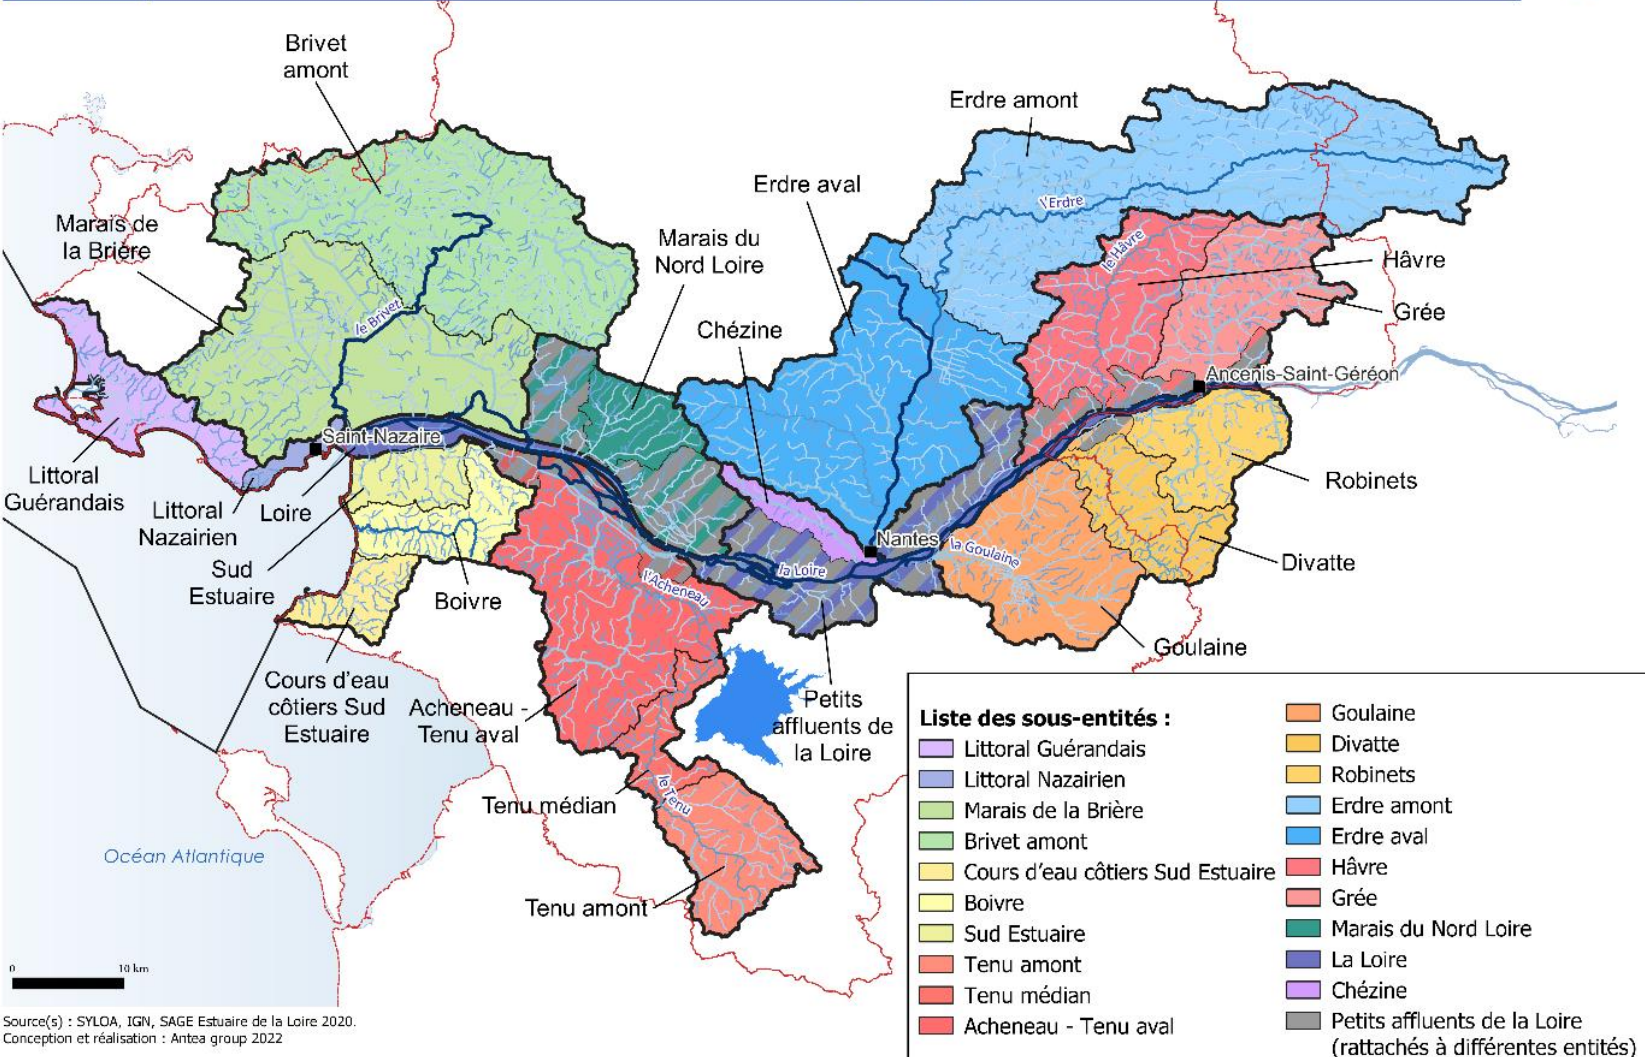 Brivet
amont
Erdre amont
Erdre aval
l'Erdre
Marais de
la Brière
Marais du
Nord Loire
le Hâvre
Hâvre
Grée
Chézine
le Brivet
Ancenis-Saint-Géréon
Saint-Nazaire
Littoral
Guérandais
Littoral
Nazairien
Loire
Robinets
Nantes
la Goulaine
la Loire
Sud
Estuaire
Boivre
l'Acheneau
Divatte
Goulaine
Cours d'eau
côtiers Sud
Estuaire
Acheneau -
Tenu aval
Petits
affluents de
la Loire
Tenu médian
le Tenu
Tenu amont
Océan Atlantique
0 10 km
Source(s) : SYLOA, IGN, SAGE Estuaire de la Loire 2020.
Conception et réalisation : Antea group 2022
Liste des sous-entités :
Littoral Guérandais
Littoral Nazairien
Marais de la Brière
Brivet amont
Cours d'eau côtiers Sud Estuaire
Boivre
Sud Estuaire
Tenu amont
Tenu médian
Acheneau - Tenu aval
Goulaine
Divatte
Robinets
Erdre amont
Erdre aval
Hâvre
Grée
Marais du Nord Loire
La Loire
Chézine
Petits affluents de la Loire
(rattachés à différentes entités)